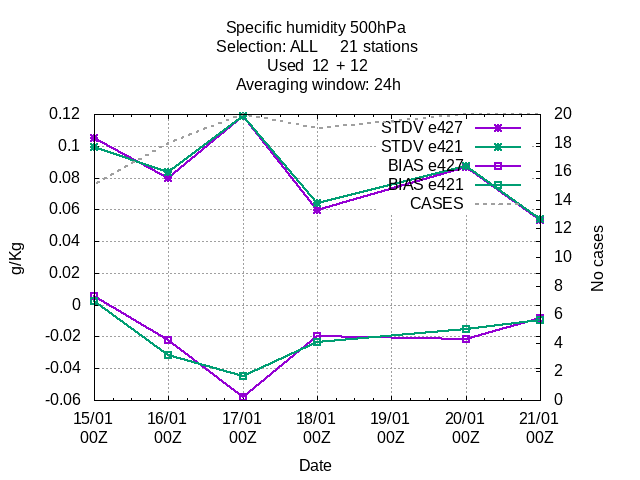 Specific humidity 500hPa
Selection: ALL 21 stations
Used 12 + 12
Averaging window: 24h
STDV e427
STDV e421
BIAS e427
BIAS e421
CASES
0.12
0.1
0.08
0.06
0.04
0.02
0
-0.02
-0.04
-0.06
20
18
16
14
12
10
8
6
4
2
0
g/Kg
No cases
15/01 16/01 17/01 18/01 19/01 20/01 21/01
00Z 00Z 00Z 00Z 00Z 00Z 00Z
Date